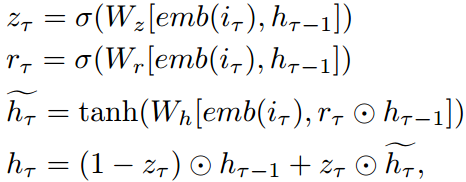 z_τ = σ(W_z[emb(i_τ), h_{τ−1}])
r_τ = σ(W_r[emb(i_τ), h_{τ−1}])
\widetilde{h_τ} = tanh(W_h[emb(i_τ), r_τ ⊙ h_{τ−1}])
h_τ = (1 − z_τ) ⊙ h_{τ−1} + z_τ ⊙ \widetilde{h_τ},